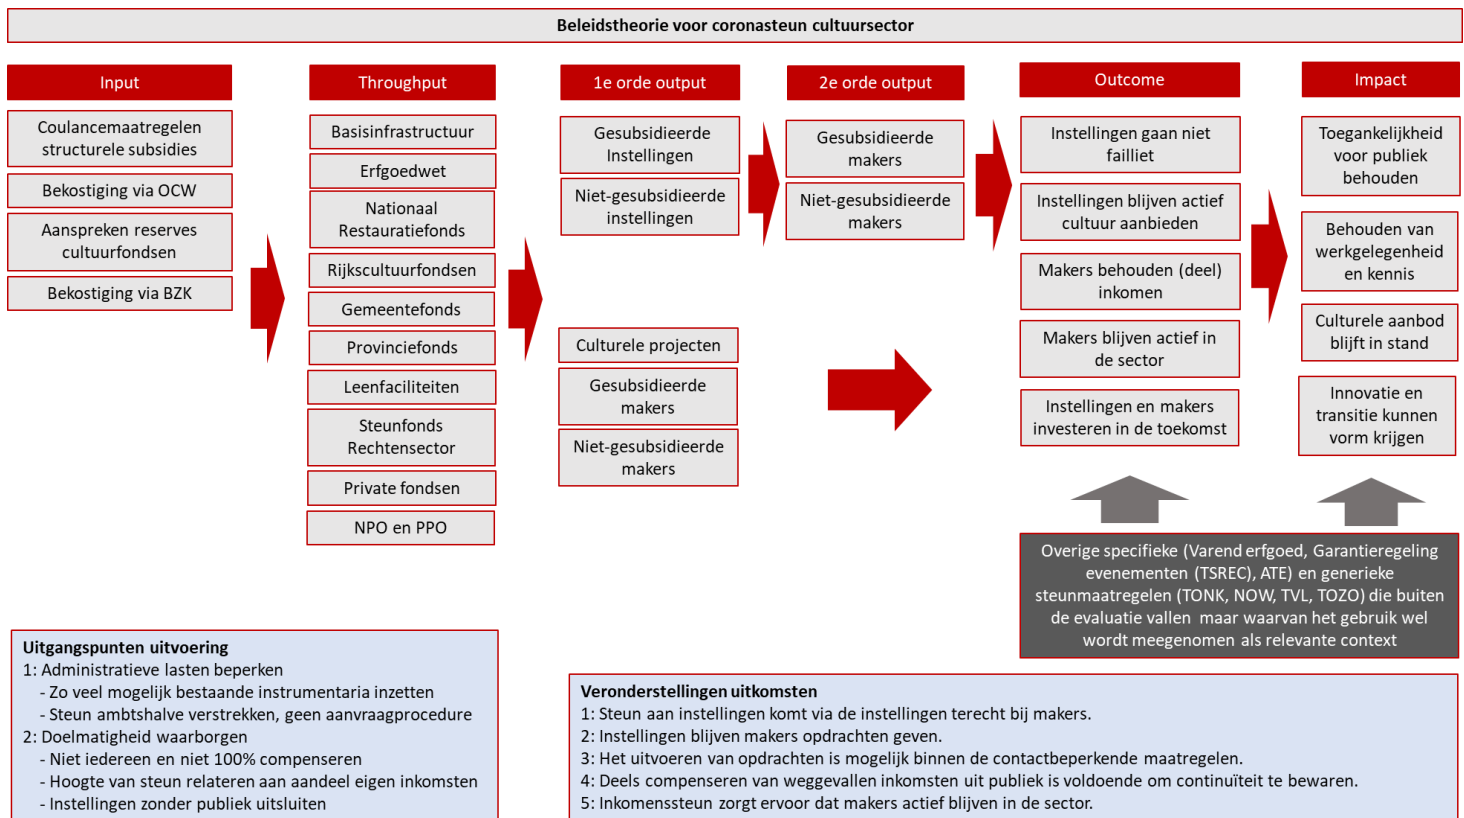 Beleidstheorie voor coronasteun cultuursector
Input
Coulancemaatregelen
structurele subsidies
Bekostiging via OCW
Aanspreken reserves
cultuurfondsen
Bekostiging via BZK
Throughput
Basisinfrastructuur
Erfgoedwet
Nationaal
Restauratiefonds
Rijkscultuurfondsen
Gemeentefonds
Provinciefonds
Leenfaciliteiten
Steunfonds
Rechtensector
Private fondsen
NPO en PPO
1e orde output
Gesubsidieerde
Instellingen
Niet-gesubsidieerde
instellingen
Culturele projecten
Gesubsidieerde
makers
Niet-gesubsidieerde
makers
2e orde output
Gesubsidieerde
makers
Niet-gesubsidieerde
makers
Outcome
Instellingen gaan niet
failliet
Instellingen blijven actief
cultuur aanbieden
Makers behouden (deel)
inkomen
Makers blijven actief in
de sector
Instellingen en makers
investeren in de toekomst
Impact
Toegankelijkheid
voor publiek
behouden
Behouden van
werkgelegenheid
en kennis
Culturele aanbod
blijft in stand
Innovatie en
transitie kunnen
vorm krijgen
Overige specifieke (Varend erfgoed, Garantieregeling
evenementen (TSREC), ATE) en generieke
steunmaatregelen (TONK, NOW, TVL, TOZO) die buiten
de evaluatie vallen maar waarvan het gebruik wel
wordt meegenomen als relevante context
Uitgangspunten uitvoering
1: Administratieve lasten beperken
- Zo veel mogelijk bestaande instrumentaria inzetten
- Steun ambtshalve verstrekken, geen aanvraagprocedure
2: Doelmatigheid waarborgen
- Niet iedereen en niet 100% compenseren
- Hoogte van steun relateren aan aandeel eigen inkomsten
- Instellingen zonder publiek uitsluiten
Veronderstellingen uitkomsten
1: Steun aan instellingen komt via de instellingen terecht bij makers.
2: Instellingen blijven makers opdrachten geven.
3: Het uitvoeren van opdrachten is mogelijk binnen de contactbeperkende maatregelen.
4: Deels compenseren van weggevallen inkomsten uit publiek is voldoende om continuïteit te bewaren.
5: Inkomenssteun zorgt ervoor dat makers actief blijven in de sector.